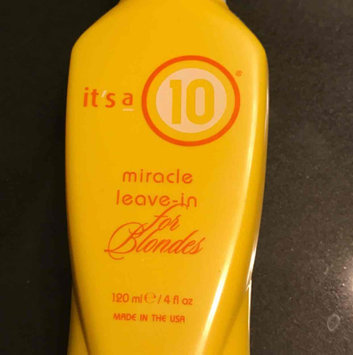 it's a 10®
miracle
leave-in
for
Blondes
120 ml ℮ / 4 fl oz
MADE IN THE USA